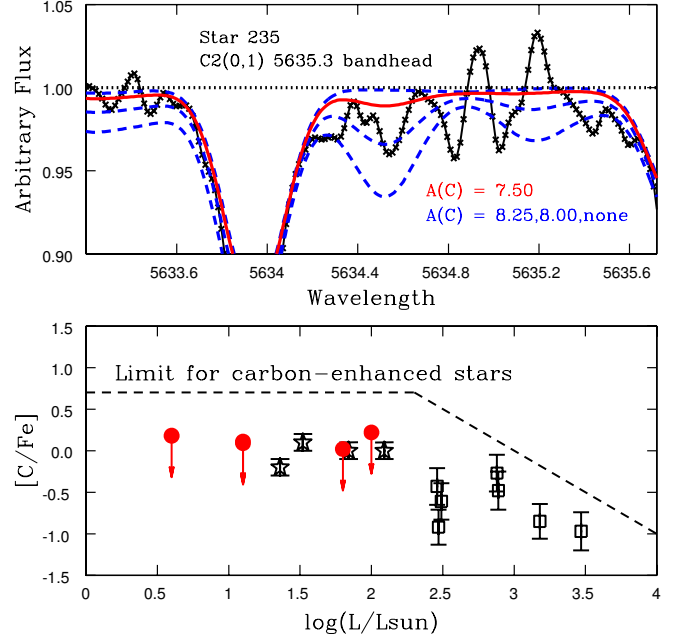 1.05
Star 235
C2(0,1) 5635.3 bandhead
1.00
Arbitrary Flux
0.95
A(C) = 7.50
A(C) = 8.25,8.00,none
0.90
5633.6 5634 5634.4 5634.8 5635.2 5635.6
Wavelength
1.5
1.0
Limit for carbon-enhanced stars
0.5
[C/Fe]
0.0
-0.5
-1.0
-1.5
0 0.5 1 1.5 2 2.5 3 3.5 4
log(L/Lsun)